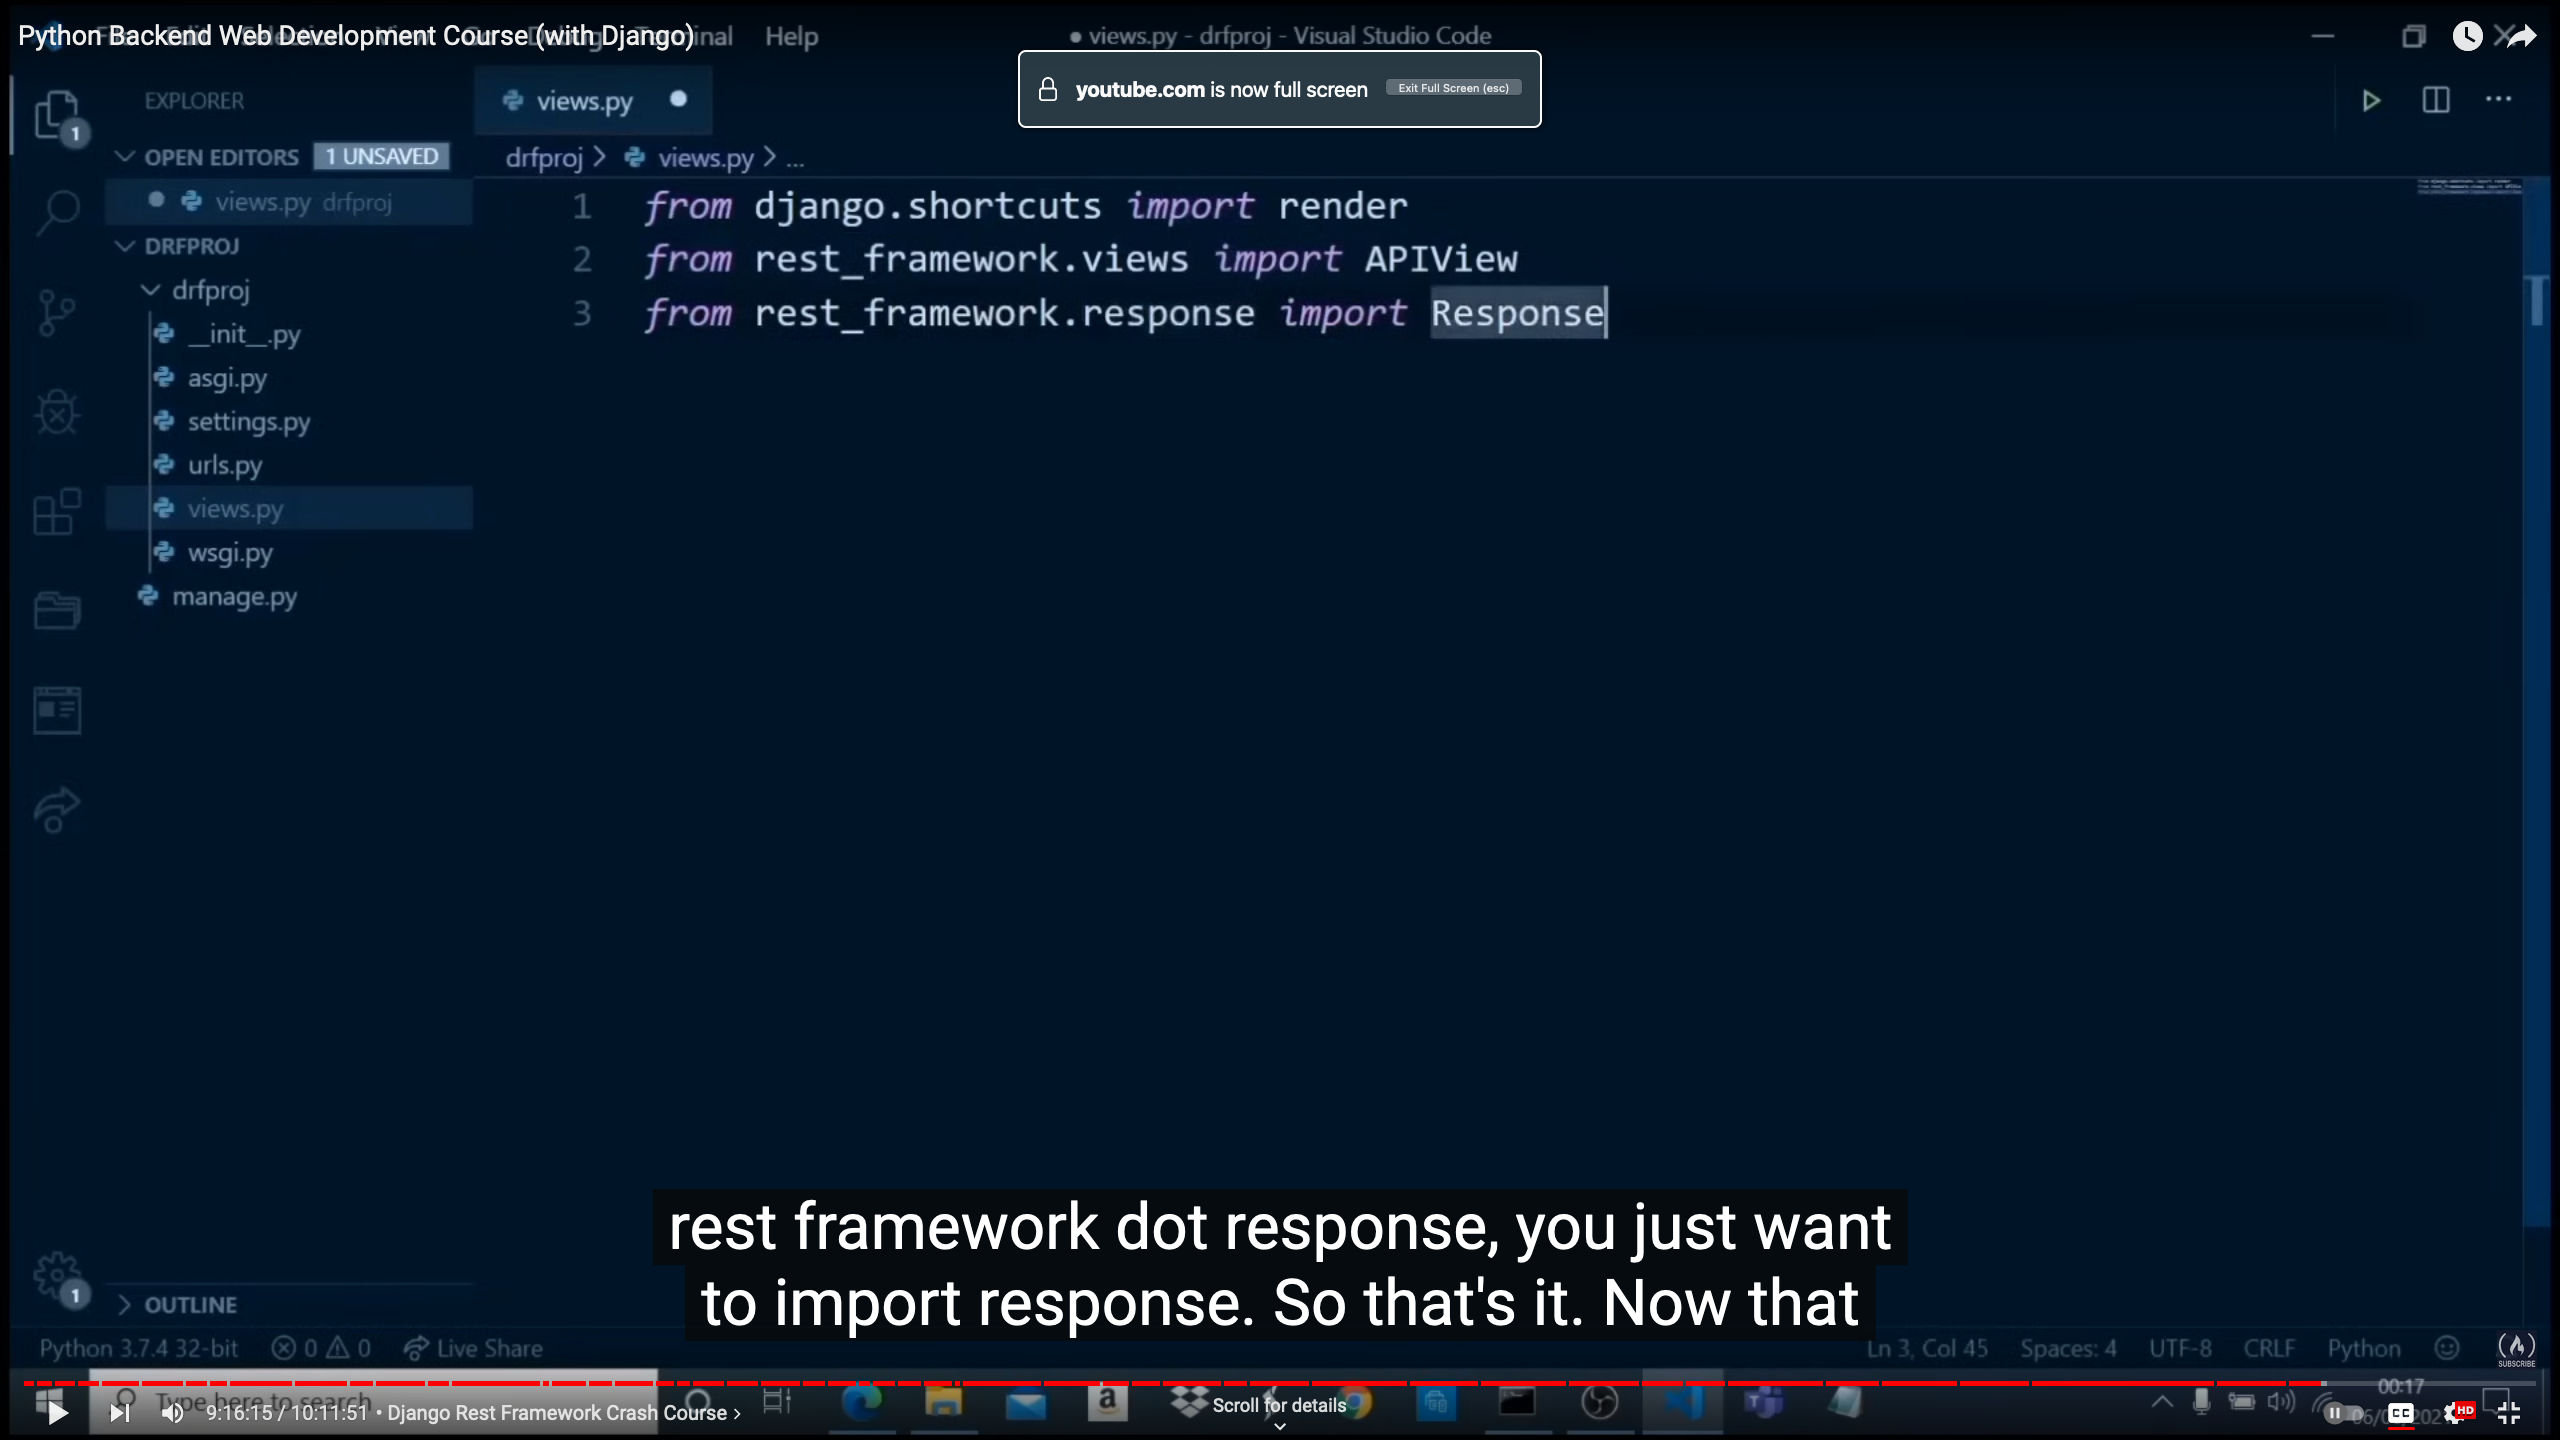 Python Backend Web Development Course (with Django)
Help
views.py - drfproj - Visual Studio Code
youtube.com is now full screen
Exit Full Screen (esc)
EXPLORER
views.py
1
OPEN EDITORS
1 UNSAVED
drfproj > views.py > ...
views.py drfproj
DRFPROJ
drfproj
__init__.py
asgi.py
settings.py
urls.py
views.py
wsgi.py
manage.py
1 from django.shortcuts import render
2 from rest_framework.views import APIView
3 from rest_framework.response import Response
rest framework dot response, you just want
to import response. So that's it. Now that
1
OUTLINE
Python 3.7.4 32-bit
0
0
Live Share
Ln 3, Col 45
Spaces: 4
UTF-8
CRLF
Python
SUBSCRIBE
Type here to search
a
00:17
9:16:15 / 10:11:51 • Django Rest Framework Crash Course ›
Scroll for details
CC
HD